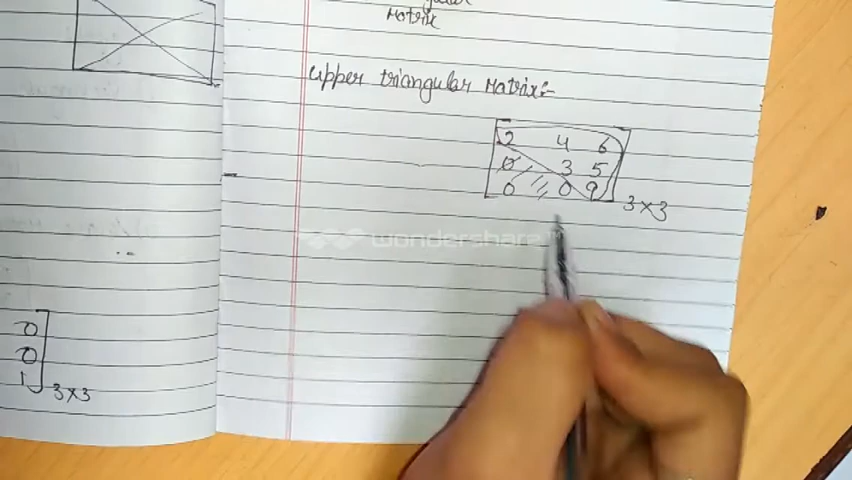 Matrix
Upper triangular Matrix:-
2 4 6
0 3 5
0 0 9
3×3
wondershare
0
0
1
3×3